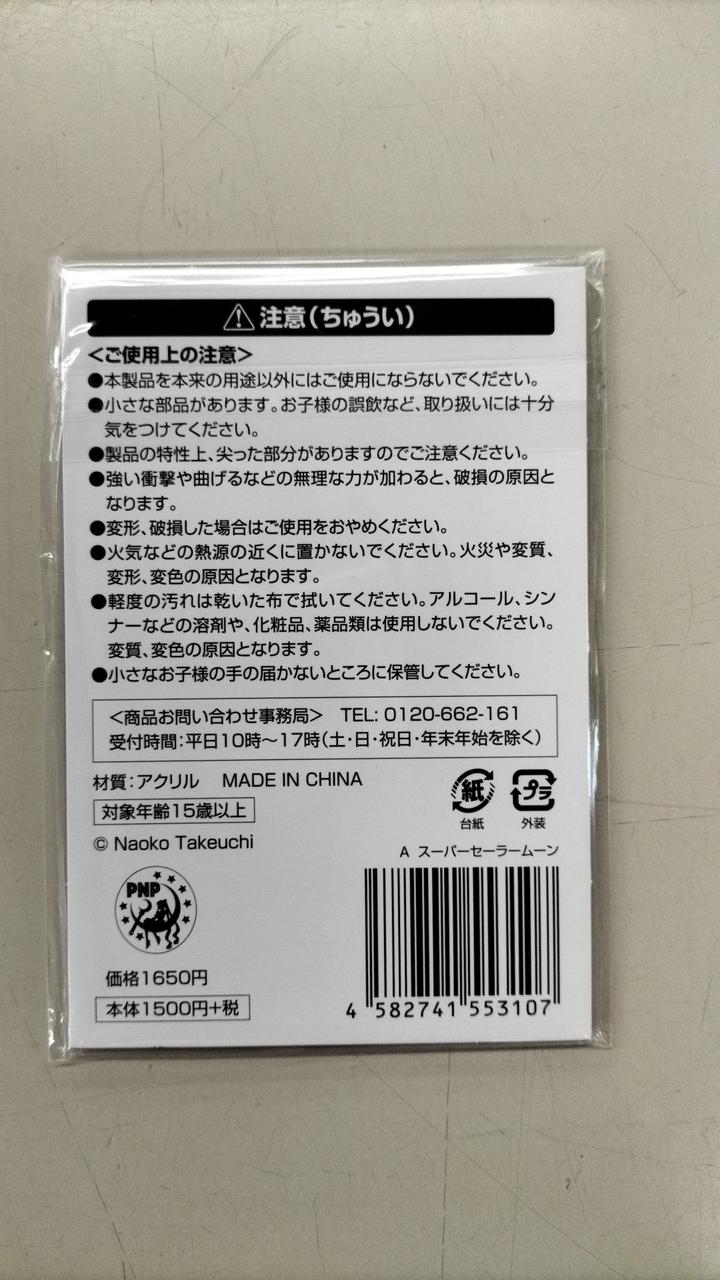 注意(ちゅうい)
<ご使用上の注意>
●本製品を本来の用途以外にはご使用にならないでください。
●小さな部品があります。お子様の誤飲など、取り扱いには十分
気をつけてください。
●製品の特性上、尖った部分がありますのでご注意ください。
●強い衝撃や曲げるなどの無理な力が加わると、破損の原因と
なります。
●変形、破損した場合はご使用をおやめください。
●火気などの熱源の近くに置かないでください。火災や変質、
変形、変色の原因となります。
●軽度の汚れは乾いた布で拭いてください。アルコール、シン
ナーなどの溶剤や、化粧品、薬品類は使用しないでください。
変質、変色の原因となります。
●小さなお子様の手の届かないところに保管してください。
<商品お問い合わせ事務局> TEL: 0120-662-161
受付時間:平日10時〜17時(土・日・祝日・年末年始を除く)
材質:アクリル MADE IN CHINA
対象年齢15歳以上
紙
台紙
プラ
外装
© Naoko Takeuchi
A スーパーセーラームーン
PNP
価格1650円
本体1500円+税
4 582741 553107